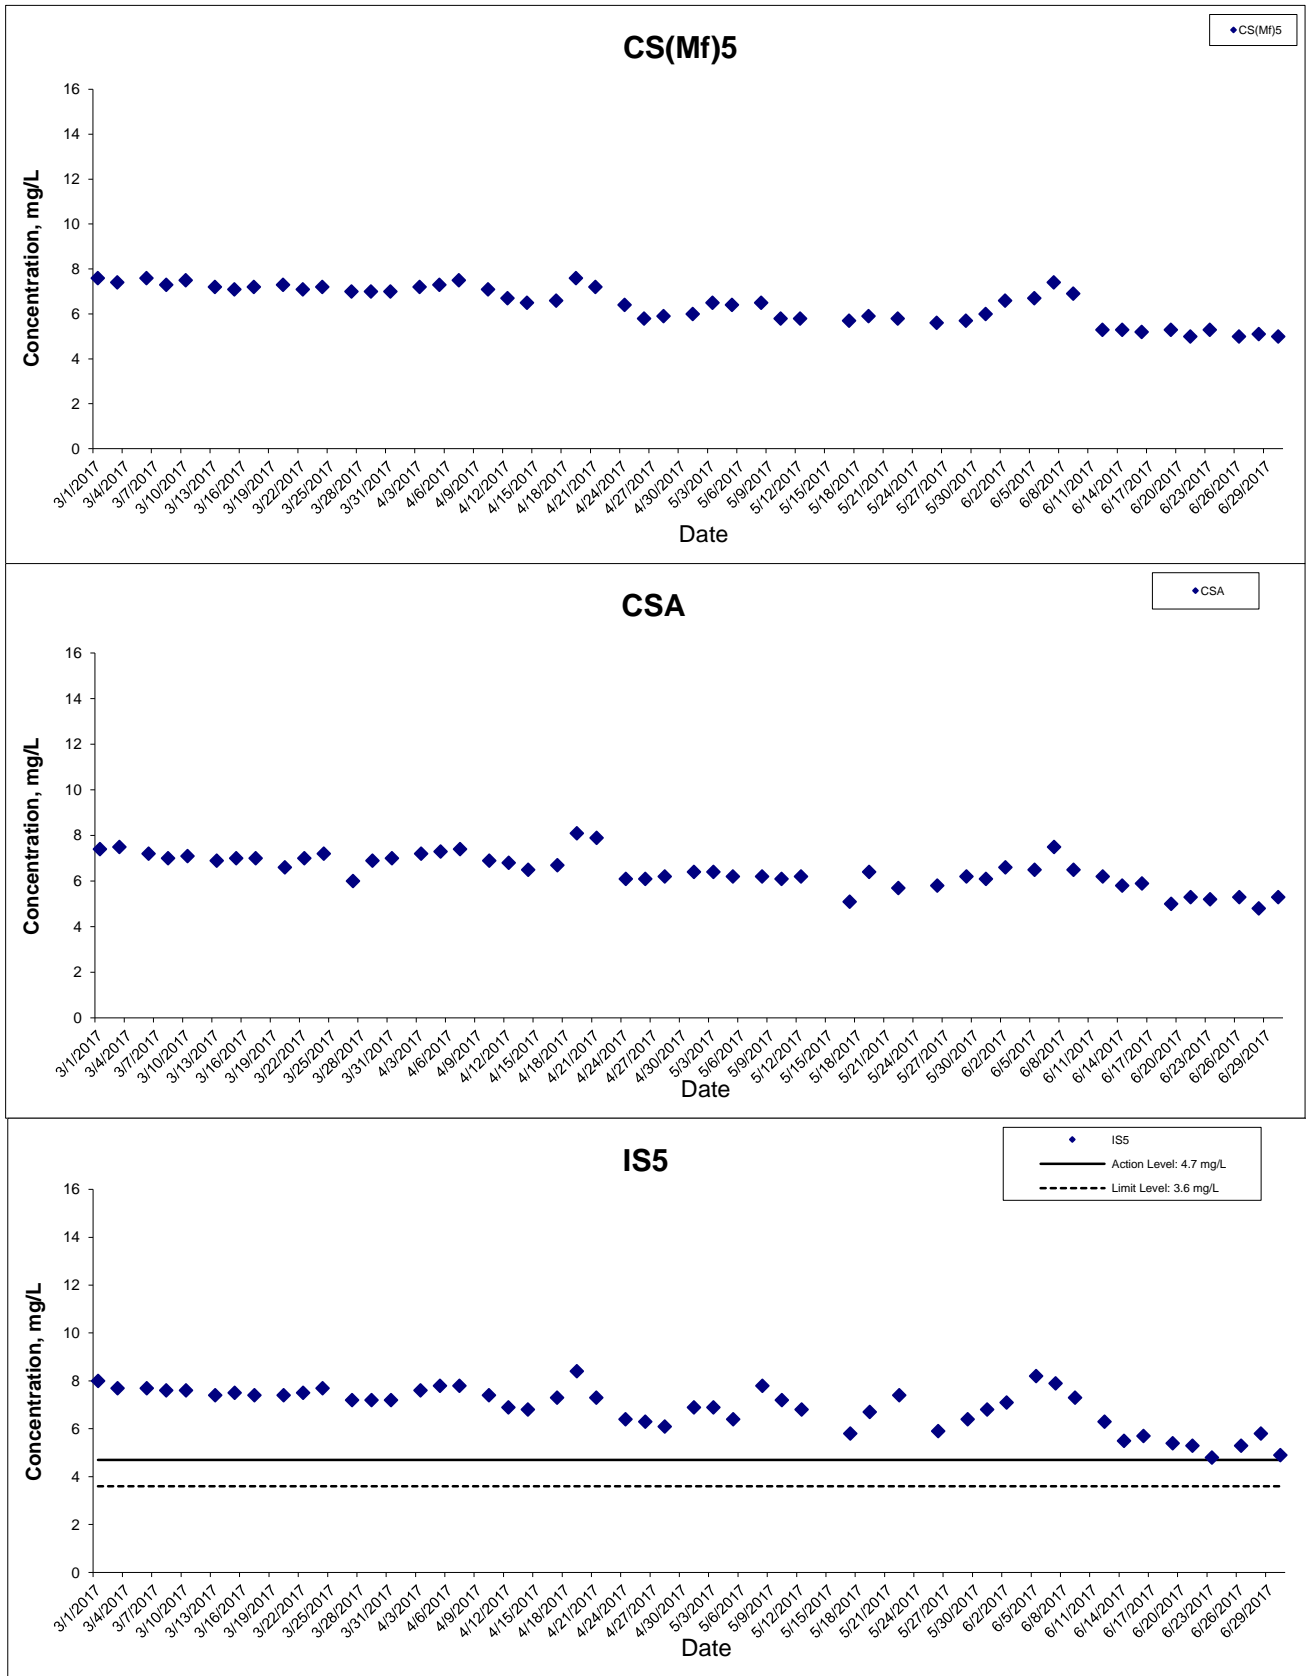 CS(Mf)5
CS(Mf)5
Concentration, mg/L
16
14
12
10
8
6
4
2
0
3/1/2017 3/4/2017 3/7/2017 3/10/2017 3/13/2017 3/16/2017 3/19/2017 3/22/2017 3/25/2017 3/28/2017 3/31/2017 4/3/2017 4/6/2017 4/9/2017 4/12/2017 4/15/2017 4/18/2017 4/21/2017 4/24/2017 4/27/2017 4/30/2017 5/3/2017 5/6/2017 5/9/2017 5/12/2017 5/15/2017 5/18/2017 5/21/2017 5/24/2017 5/27/2017 5/30/2017 6/2/2017 6/5/2017 6/8/2017 6/11/2017 6/14/2017 6/17/2017 6/20/2017 6/23/2017 6/26/2017 6/29/2017
Date
CSA
CSA
Concentration, mg/L
16
14
12
10
8
6
4
2
0
3/1/2017 3/4/2017 3/7/2017 3/10/2017 3/13/2017 3/16/2017 3/19/2017 3/22/2017 3/25/2017 3/28/2017 3/31/2017 4/3/2017 4/6/2017 4/9/2017 4/12/2017 4/15/2017 4/18/2017 4/21/2017 4/24/2017 4/27/2017 4/30/2017 5/3/2017 5/6/2017 5/9/2017 5/12/2017 5/15/2017 5/18/2017 5/21/2017 5/24/2017 5/27/2017 5/30/2017 6/2/2017 6/5/2017 6/8/2017 6/11/2017 6/14/2017 6/17/2017 6/20/2017 6/23/2017 6/26/2017 6/29/2017
Date
IS5
IS5
Action Level: 4.7 mg/L
Limit Level: 3.6 mg/L
Concentration, mg/L
16
14
12
10
8
6
4
2
0
3/1/2017 3/4/2017 3/7/2017 3/10/2017 3/13/2017 3/16/2017 3/19/2017 3/22/2017 3/25/2017 3/28/2017 3/31/2017 4/3/2017 4/6/2017 4/9/2017 4/12/2017 4/15/2017 4/18/2017 4/21/2017 4/24/2017 4/27/2017 4/30/2017 5/3/2017 5/6/2017 5/9/2017 5/12/2017 5/15/2017 5/18/2017 5/21/2017 5/24/2017 5/27/2017 5/30/2017 6/2/2017 6/5/2017 6/8/2017 6/11/2017 6/14/2017 6/17/2017 6/20/2017 6/23/2017 6/26/2017 6/29/2017
Date